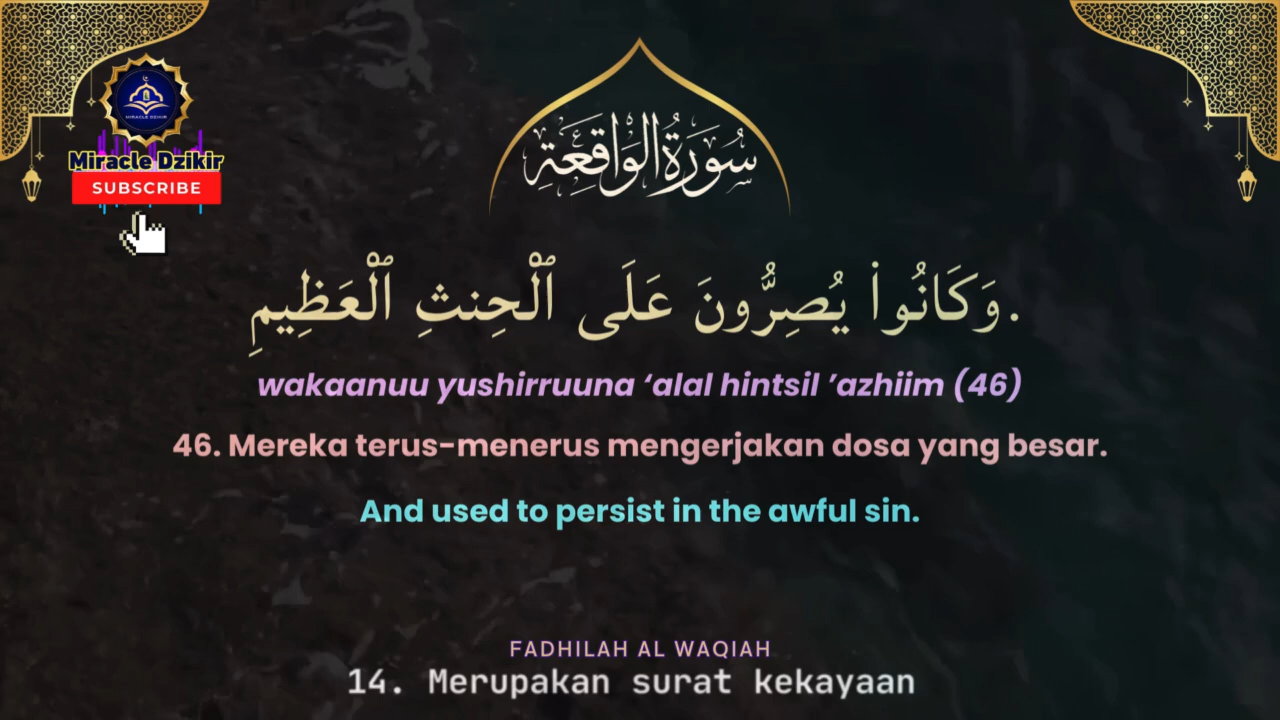 MIRACLE DZIKIR
Miracle Dzikir
SUBSCRIBE
سُورَةُ الوَاقِعَة
وَكَانُوا۟ يُصِرُّونَ عَلَى ٱلْحِنثِ ٱلْعَظِيمِ.
wakaanuu yushirruuna ‘alal hintsil ’azhiim (46)
46. Mereka terus-menerus mengerjakan dosa yang besar.
And used to persist in the awful sin.
FADHILAH AL WAQIAH
14. Merupakan surat kekayaan